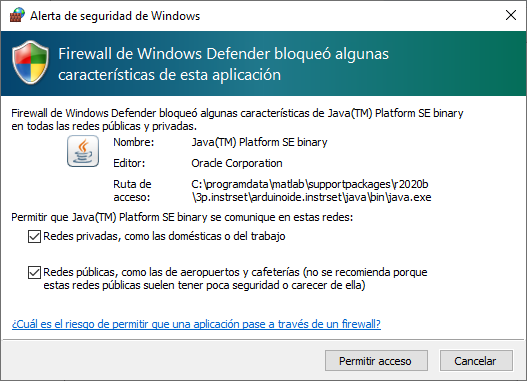 Alerta de seguridad de Windows
Firewall de Windows Defender bloqueó algunas
características de esta aplicación
Firewall de Windows Defender bloqueó algunas características de Java(TM) Platform SE binary
en todas las redes públicas y privadas.
Nombre: Java(TM) Platform SE binary
Editor: Oracle Corporation
Ruta de acceso: C:\programdata\matlab\supportpackages\r2020b
\3p.instrset\arduinoide.instrset\java\bin\java.exe
Permitir que Java(TM) Platform SE binary se comunique en estas redes:
Redes privadas, como las domésticas o del trabajo
Redes públicas, como las de aeropuertos y cafeterías (no se recomienda porque
estas redes públicas suelen tener poca seguridad o carecer de ella)
¿Cuál es el riesgo de permitir que una aplicación pase a través de un firewall?
Permitir acceso Cancelar